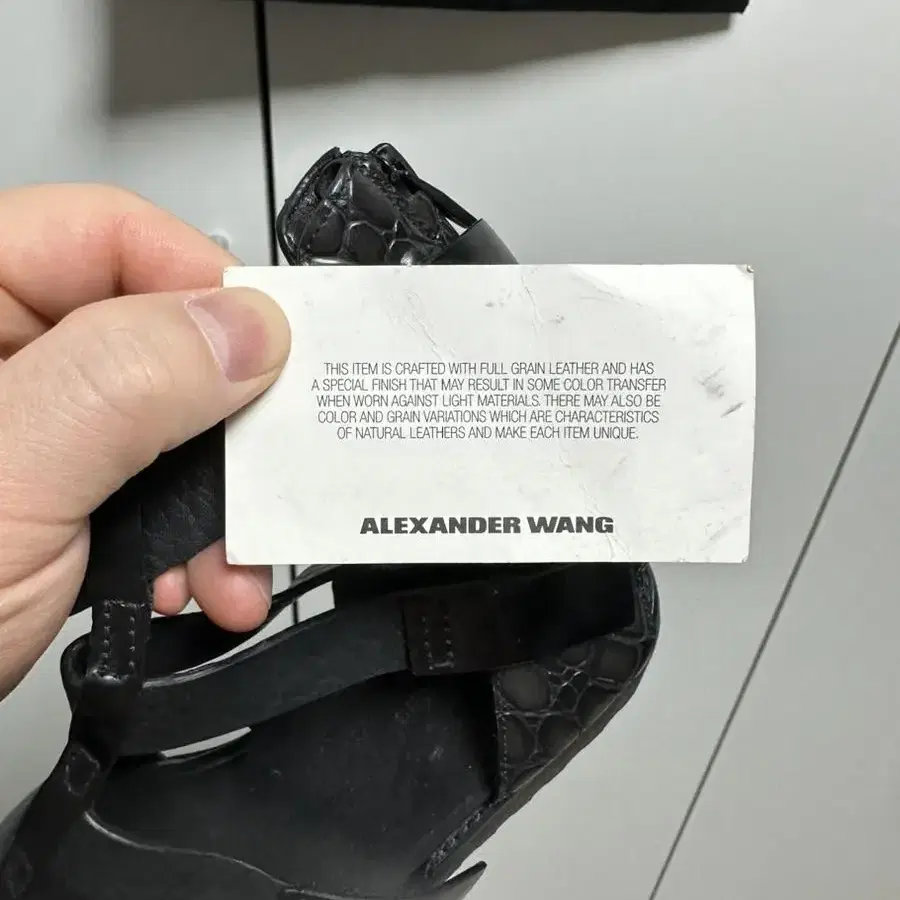 THIS ITEM IS CRAFTED WITH FULL GRAIN LEATHER AND HAS
A SPECIAL FINISH THAT MAY RESULT IN SOME COLOR TRANSFER
WHEN WORN AGAINST LIGHT MATERIALS. THERE MAY ALSO BE
COLOR AND GRAIN VARIATIONS WHICH ARE CHARACTERISTICS
OF NATURAL LEATHERS AND MAKE EACH ITEM UNIQUE.
ALEXANDER WANG